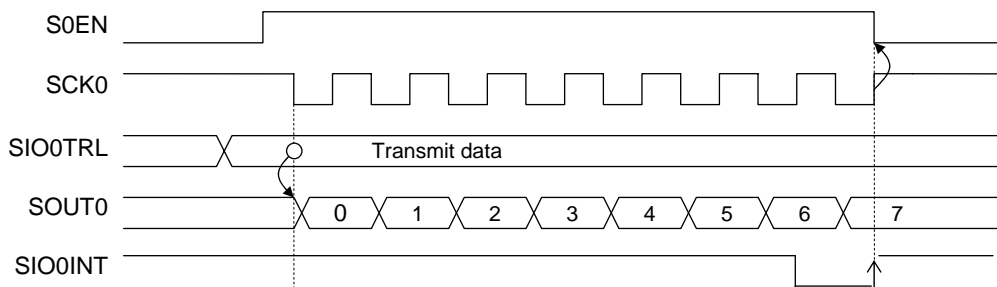 S0EN
SCK0
SIO0TRL
Transmit data
SOUT0
0 1 2 3 4 5 6 7
SIO0INT